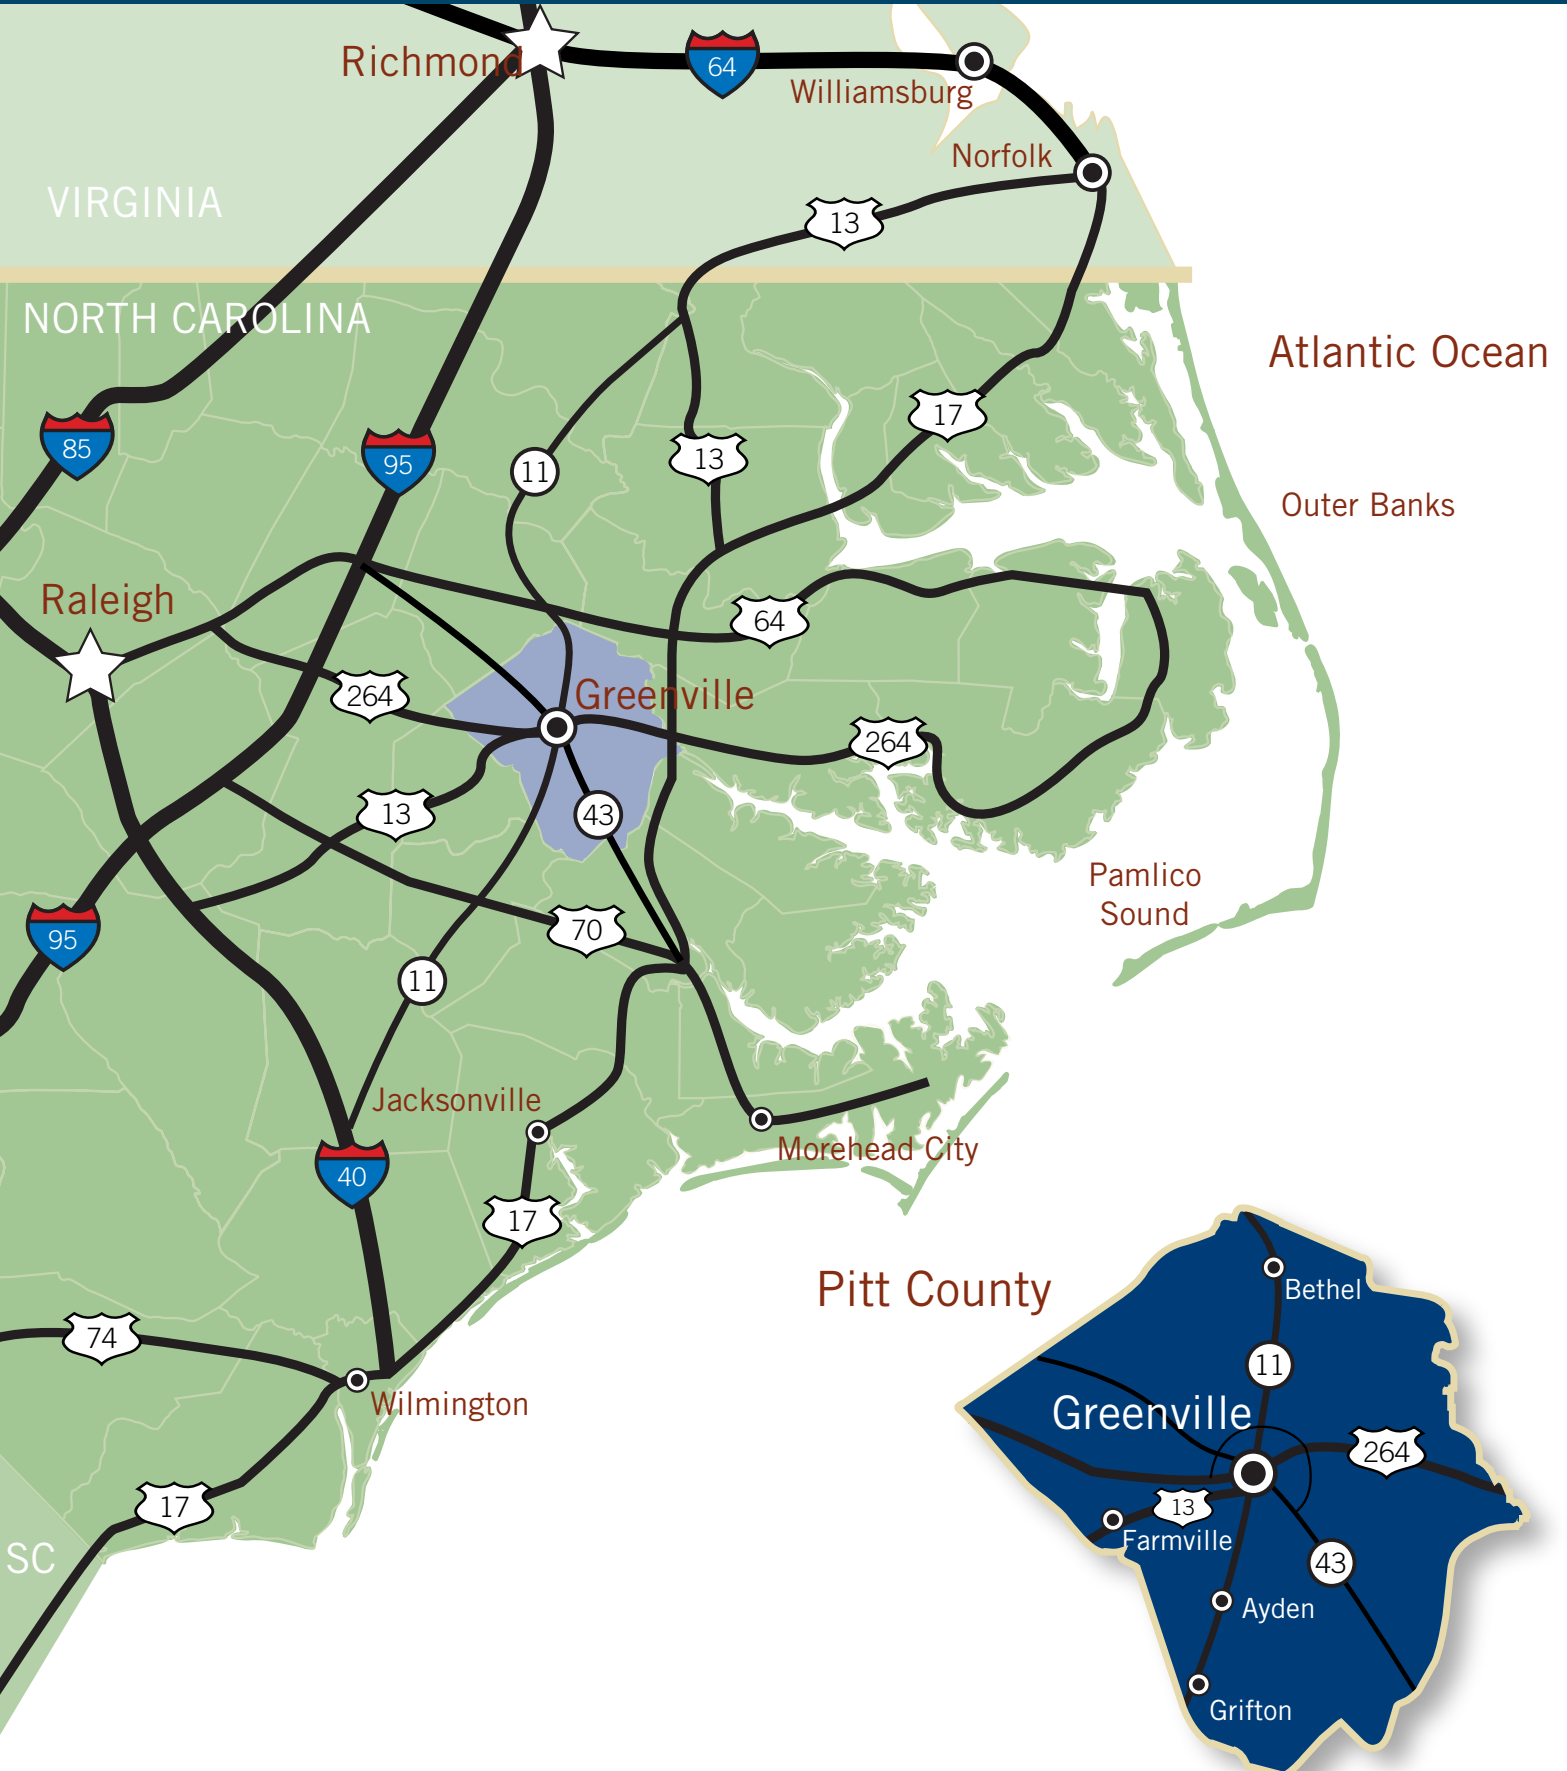 Richmond
64
Williamsburg
Norfolk
VIRGINIA
13
NORTH CAROLINA
Atlantic Ocean
17
85
95
11
13
Outer Banks
Raleigh
64
264
Greenville
264
13
43
Pamlico
Sound
70
95
11
Jacksonville
Morehead City
40
17
Pitt County
Bethel
74
11
Wilmington
Greenville
264
17
13
Farmville
SC
43
Ayden
Grifton